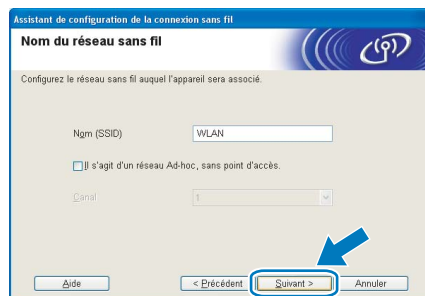 Assistant de configuration de la connexion sans fil
Nom du réseau sans fil
Configurez le réseau sans fil auquel l'appareil sera associé.
Nom (SSID) WLAN
Il s'agit d'un réseau Ad-hoc, sans point d'accès.
Canal 1
Aide < Précédent Suivant > Annuler